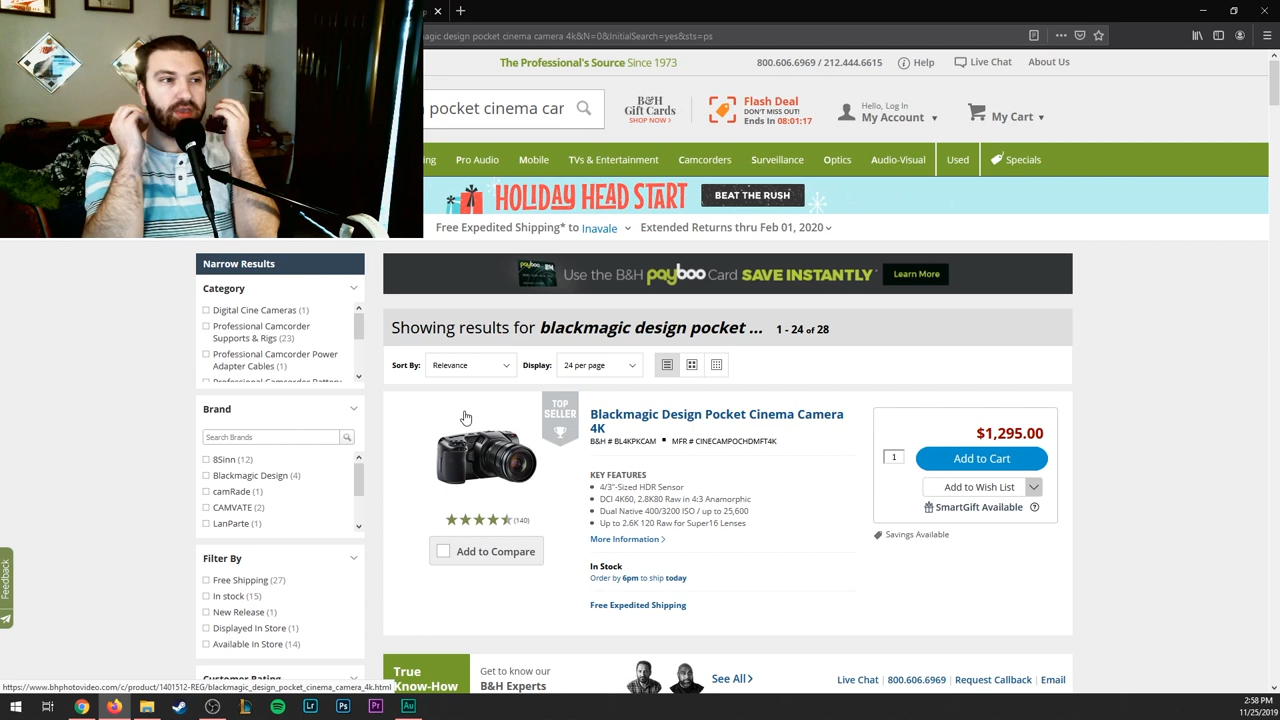 agic design pocket cinema camera 4k&N=0&InitialSearch=yes&sts=ps
The Professional's Source Since 1973
800.606.6969 / 212.444.6615
Help
Live Chat
About Us
pocket cinema car
B&H
Gift Cards
SHOP NOW >
Flash Deal
DON'T MISS OUT!
Ends In 08:01:17
Hello, Log In
My Account
My Cart
ing
Pro Audio
Mobile
TVs & Entertainment
Camcorders
Surveillance
Optics
Audio-Visual
Used
Specials
HOLIDAY HEAD START
BEAT THE RUSH
Free Expedited Shipping* to Inavale
Extended Returns thru Feb 01, 2020
Narrow Results
Category
Digital Cine Cameras (1)
Professional Camcorder
Supports & Rigs (23)
Professional Camcorder Power
Adapter Cables (1)
Professional Camcorder Battery
Brand
Search Brands
8Sinn (12)
Blackmagic Design (4)
camRade (1)
CAMVATE (2)
LanParte (1)
Filter By
Free Shipping (27)
In stock (15)
New Release (1)
Displayed In Store (1)
Available In Store (14)
Customer Rating
payboo
Use the B&H payboo Card SAVE INSTANTLY*
Learn More
Showing results for blackmagic design pocket ... 1 - 24 of 28
Sort By:
Relevance
Display:
24 per page
TOP
SELLER
(140)
Add to Compare
Blackmagic Design Pocket Cinema Camera
4K
B&H # BL4KPKCAM ▪ MFR # CINECAMPOCHDMFT4K
KEY FEATURES
4/3"-Sized HDR Sensor
DCI 4K60, 2.8K80 Raw in 4:3 Anamorphic
Dual Native 400/3200 ISO / up to 25,600
Up to 2.6K 120 Raw for Super16 Lenses
More Information >
In Stock
Order by 6pm to ship today
Free Expedited Shipping
$1,295.00
1
Add to Cart
Add to Wish List
SmartGift Available
Savings Available
True
Know-How
Get to know our
B&H Experts
See All >
Live Chat | 800.606.6969 | Request Callback | Email
Feedback
https://www.bhphotovideo.com/c/product/1401512-REG/blackmagic_design_pocket_cinema_camera_4k.html
Lr
Ps
Pr
Au
2:58 PM
11/25/2019